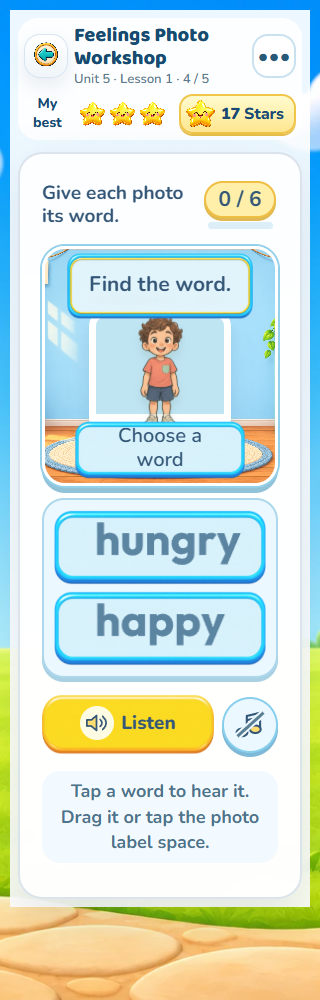 Feelings Photo
Workshop
Unit 5 · Lesson 1 · 4 / 5
My
best
17 Stars
Give each photo
its word.
0 / 6
Find the word.
Choose a
word
hungry
happy
Listen
Tap a word to hear it.
Drag it or tap the photo
label space.